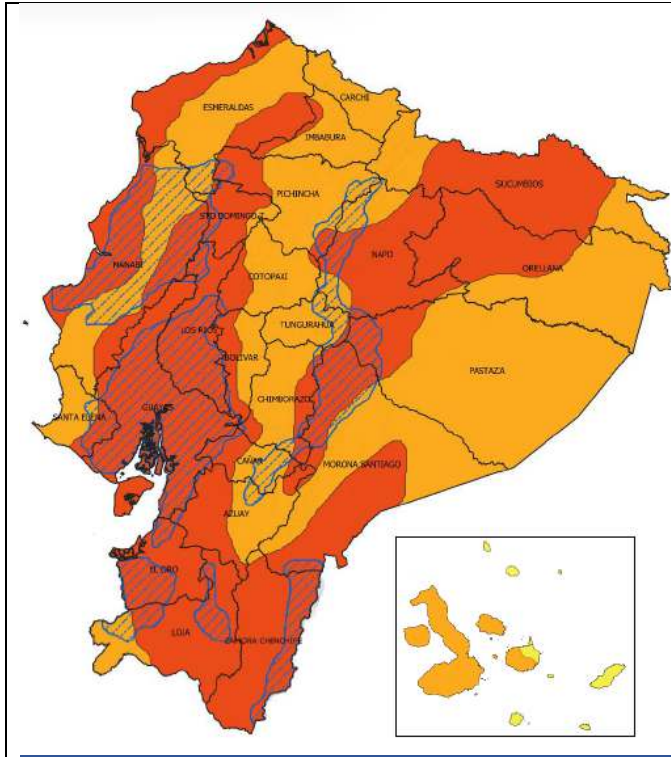 ESMERALDAS
CARCHI
IMBABURA
SUCUMBIOS
PICHINCHA
STO DOMINGO T
NAPO
MANABI
ORELLANA
COTOPAXI
LOS RIOS
TUNGURAHUA
BOLIVAR
PASTAZA
CHIMBORAZO
GUAYAS
SANTA ELENA
CAÑAR
MORONA SANTIAGO
AZUAY
EL ORO
LOJA
ZAMORA CHINCHIPE